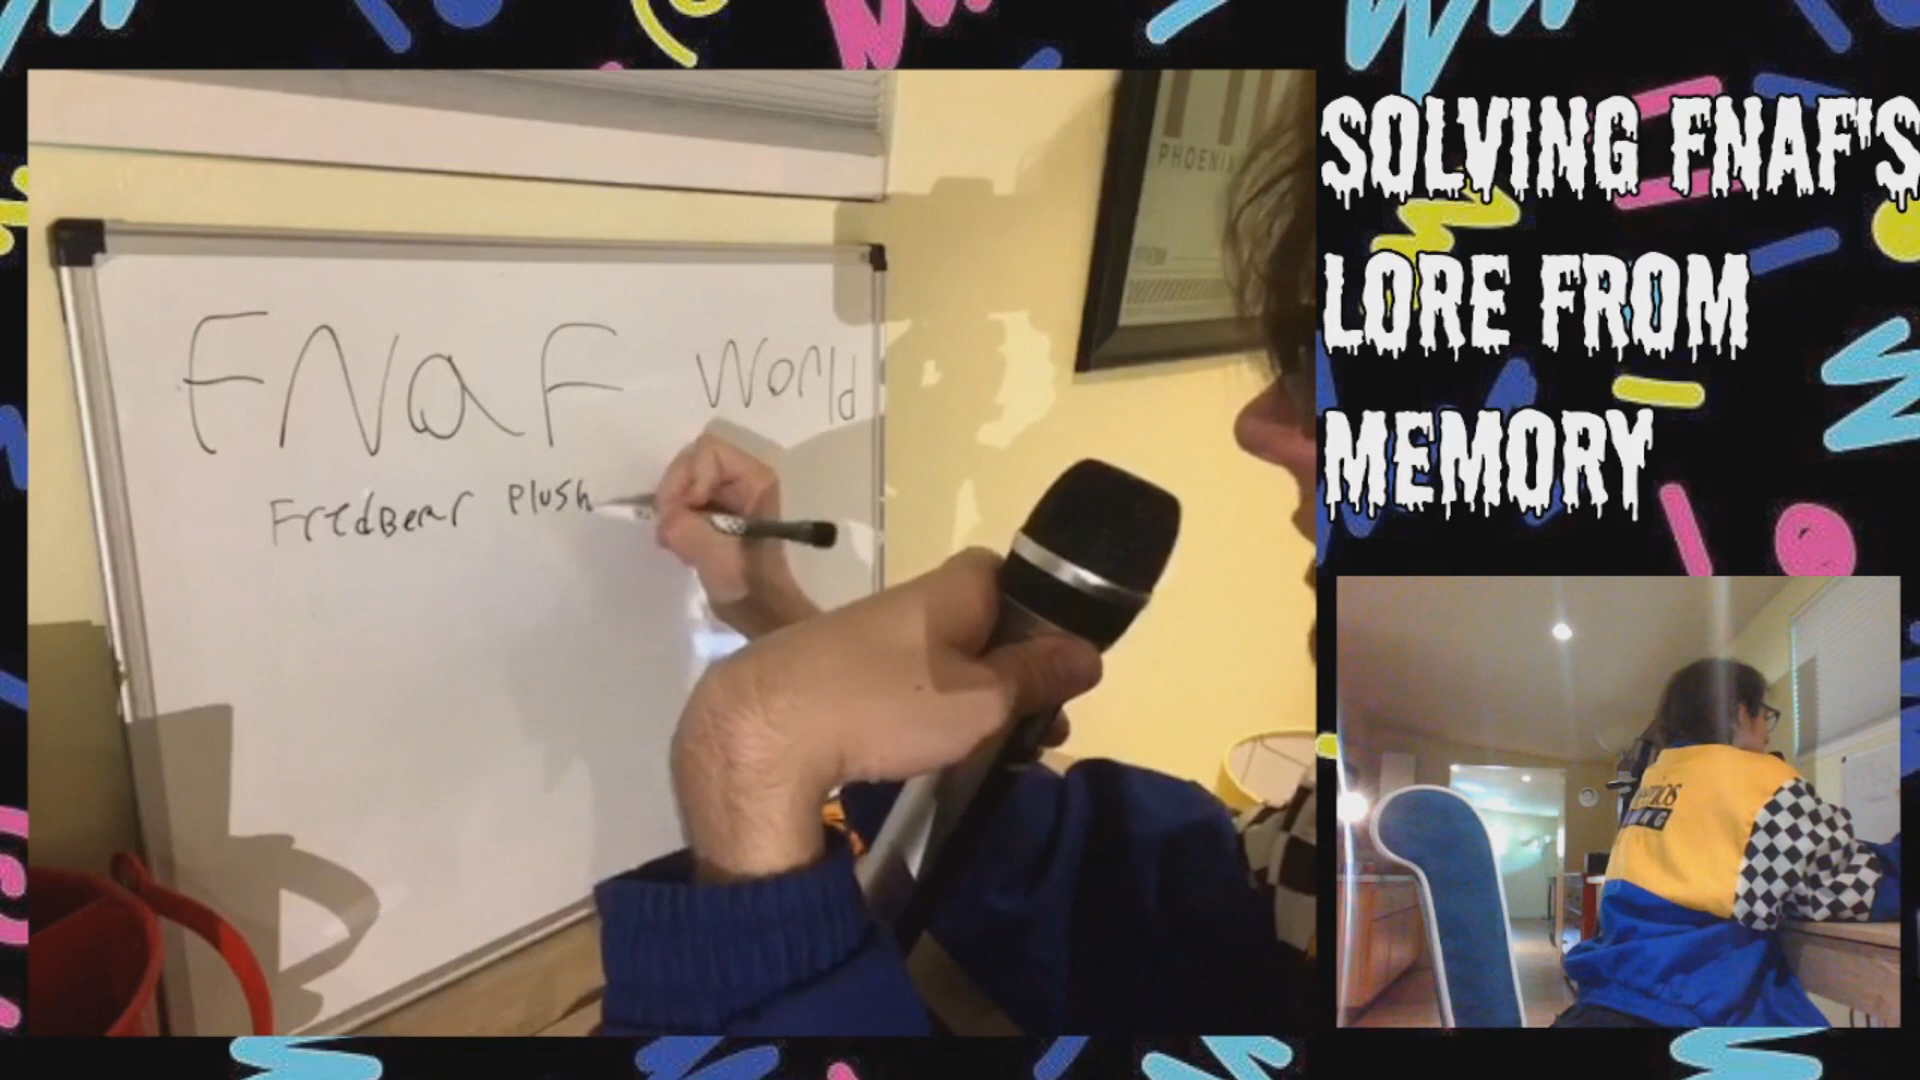 FNaF World
FredBear Plush
PHOENIX
SOLVING FNAF'S
LORE FROM
MEMORY